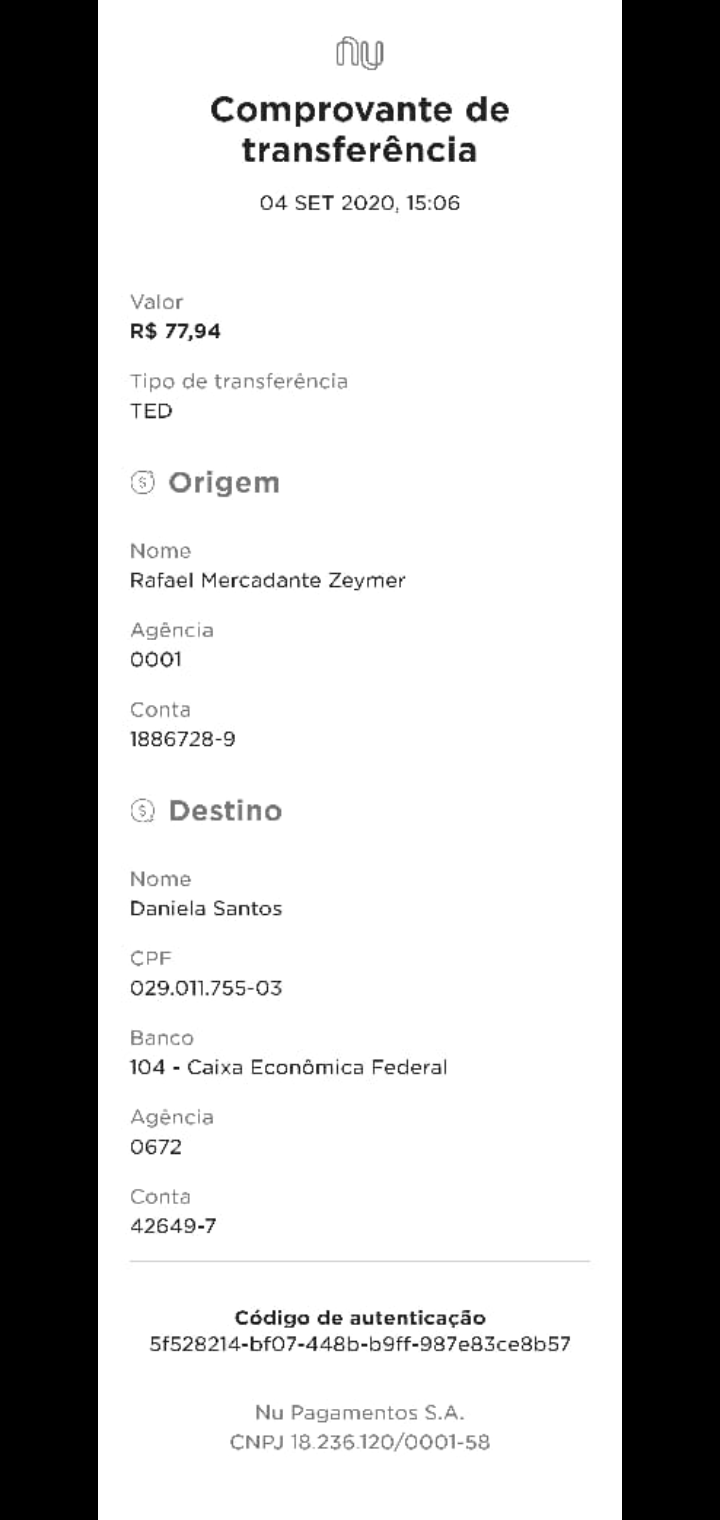 nu
Comprovante de
transferência
04 SET 2020, 15:06
Valor
R$ 77,94
Tipo de transferência
TED
Origem
Nome
Rafael Mercadante Zeymer
Agência
0001
Conta
1886728-9
Destino
Nome
Daniela Santos
CPF
029.011.755-03
Banco
104 - Caixa Econômica Federal
Agência
0672
Conta
42649-7
Código de autenticação
5f528214-bf07-448b-b9ff-987e83ce8b57
Nu Pagamentos S.A.
CNPJ 18.236.120/0001-58